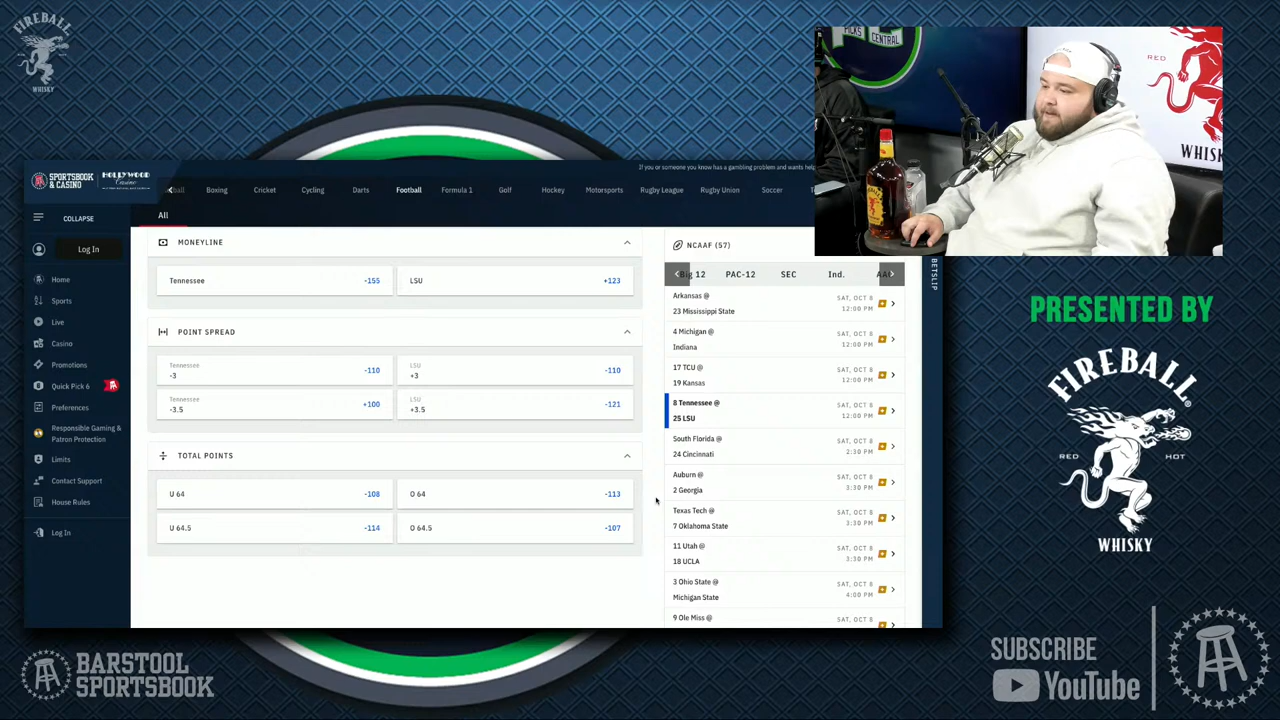 FIREBALL
WHISKY
SPORTSBOOK
& CASINO
HOLLYWOOD
Casino
If you or someone you know has a gambling problem and wants help
Boxing
Cricket
Cycling
Darts
Football
Formula 1
Golf
Hockey
Motorsports
Rugby League
Rugby Union
Soccer
COLLAPSE
All
Log In
Home
Sports
Live
Casino
Promotions
Quick Pick 6
Preferences
Responsible Gaming &
Patron Protection
Limits
Contact Support
House Rules
Log In
MONEYLINE
Tennessee -155
LSU +123
POINT SPREAD
Tennessee
-3 -110
LSU
+3 -110
Tennessee
-3.5 +100
LSU
+3.5 -121
TOTAL POINTS
U 64 -108
O 64 -113
U 64.5 -114
O 64.5 -107
NCAAF (57)
Big 12 PAC-12 SEC Ind.
Arkansas @ SAT, OCT 8
23 Mississippi State 12:00 PM
4 Michigan @ SAT, OCT 8
Indiana 12:00 PM
17 TCU @ SAT, OCT 8
19 Kansas 12:00 PM
8 Tennessee @ SAT, OCT 8
25 LSU 12:00 PM
South Florida @ SAT, OCT 8
24 Cincinnati 2:30 PM
Auburn @ SAT, OCT 8
2 Georgia 3:30 PM
Texas Tech @ SAT, OCT 8
7 Oklahoma State 3:30 PM
11 Utah @ SAT, OCT 8
18 UCLA 3:30 PM
3 Ohio State @ SAT, OCT 8
Michigan State 4:00 PM
9 Ole Miss @ SAT, OCT 8
BETSLIP
PICKS
CENTRAL
RED
WHISK
PRESENTED BY
FIREBALL
RED HOT
WHISKY
BARSTOOL
SPORTSBOOK
SUBSCRIBE
YouTube